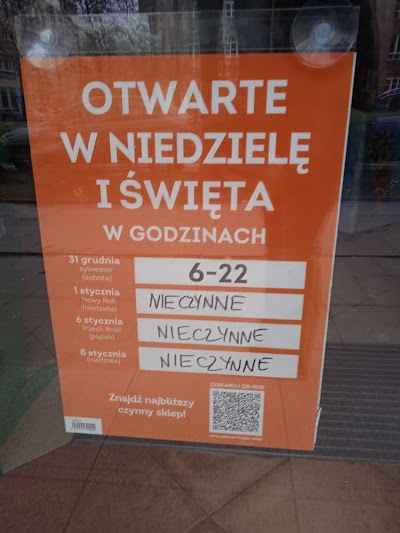 OTWARTE
W NIEDZIELĘ
I ŚWIĘTA
W GODZINACH
31 grudnia
sylwester
(sobota)
6–22
1 stycznia
Nowy Rok
(niedziela)
NIECZYNNE
6 stycznia
Trzech Króli
(piątek)
NIECZYNNE
8 stycznia
(niedziela)
NIECZYNNE
Znajdź najbliższy
czynny sklep!
ZESKANUJ QR KOD